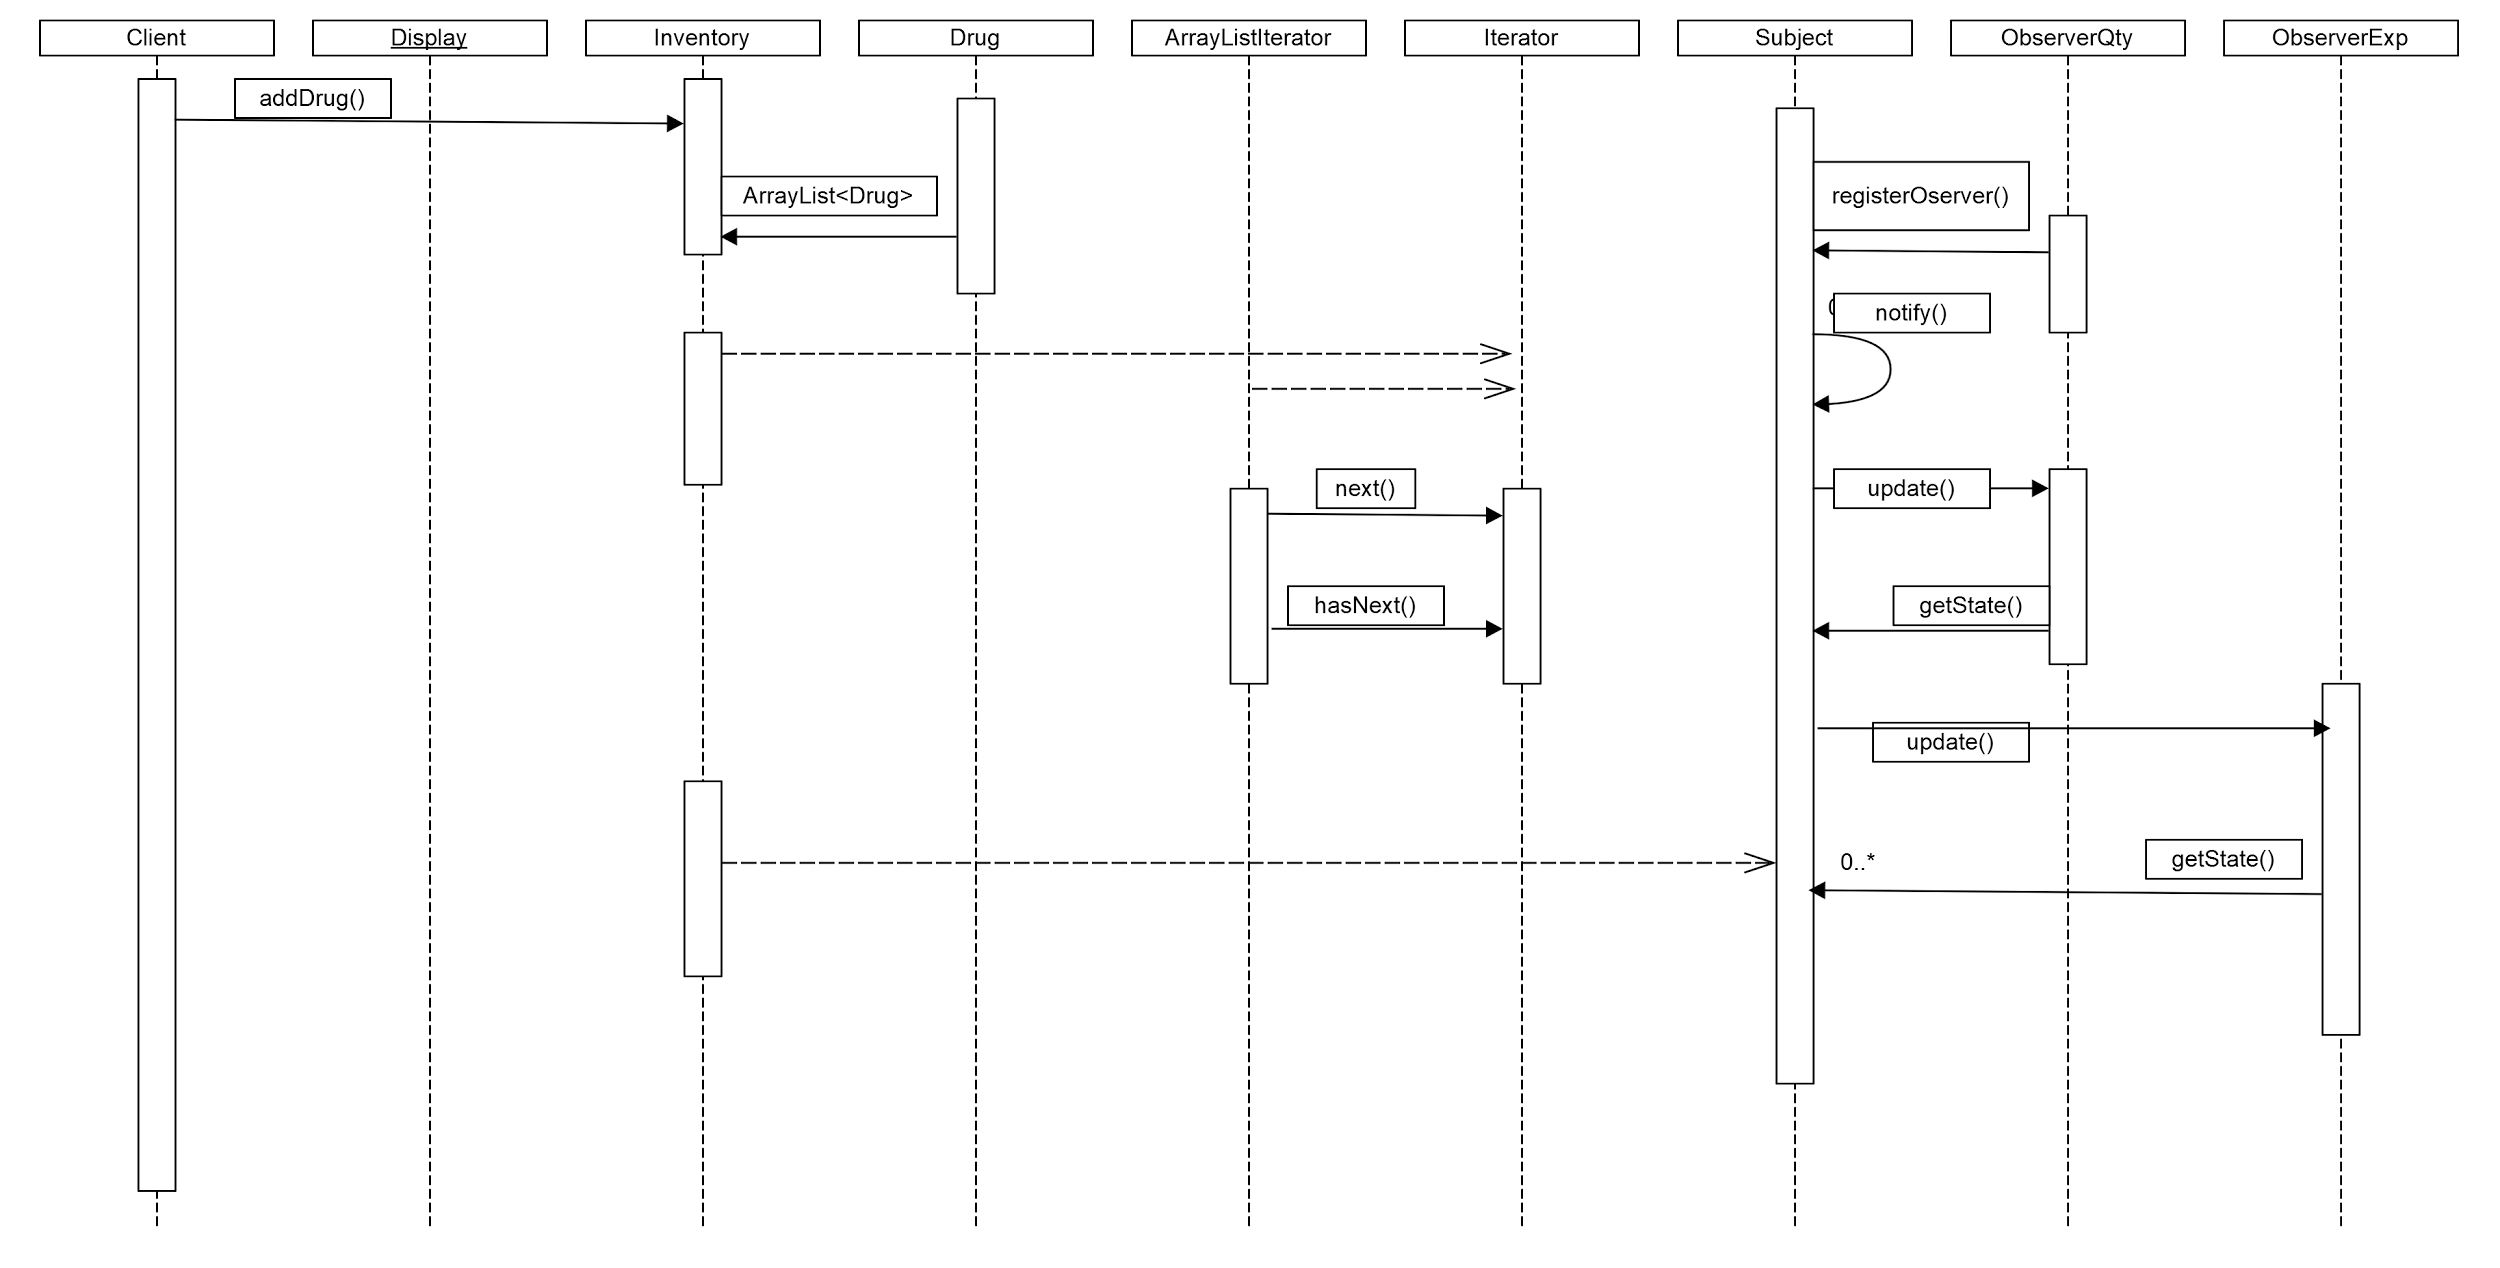 Client
Display
Inventory
Drug
ArrayListIterator
Iterator
Subject
ObserverQty
ObserverExp
addDrug()
ArrayList<Drug>
registerOserver()
notify()
next()
update()
hasNext()
getState()
update()
0..*
getState()